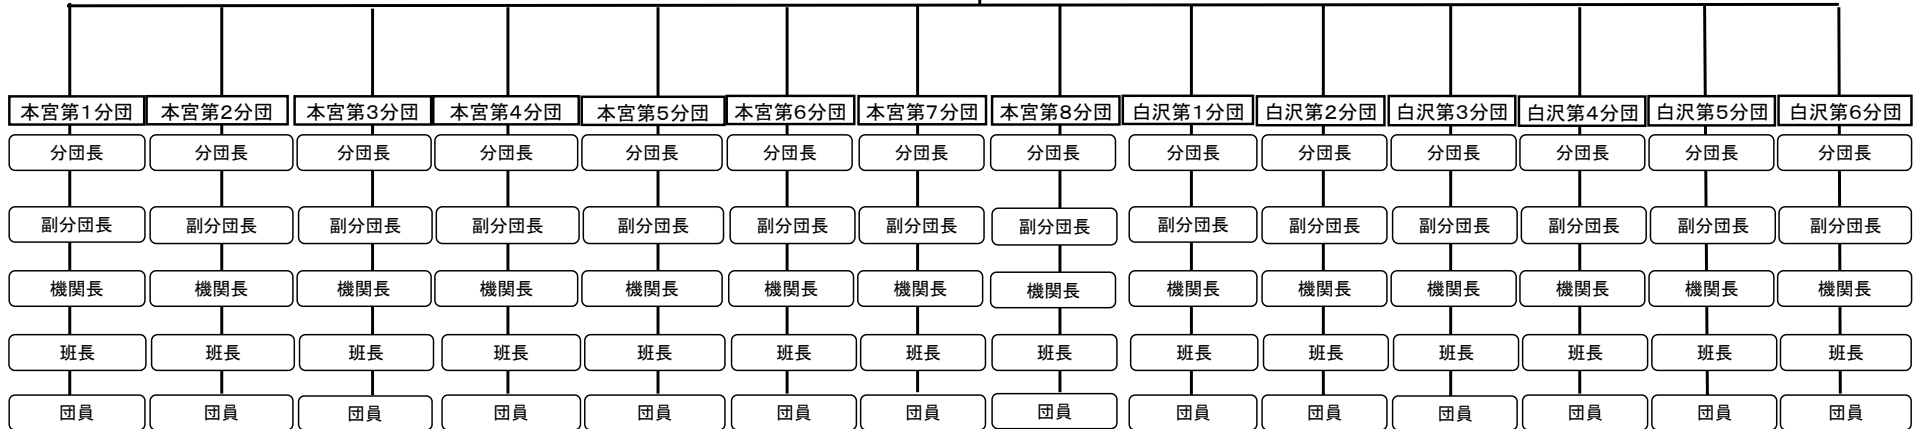 本宮第1分団 本宮第2分団 本宮第3分団 本宮第4分団 本宮第5分団 本宮第6分団 本宮第7分団 本宮第8分団 白沢第1分団 白沢第2分団 白沢第3分団 白沢第4分団 白沢第5分団 白沢第6分団
分団長 分団長 分団長 分団長 分団長 分団長 分団長 分団長 分団長 分団長 分団長 分団長 分団長 分団長
副分団長 副分団長 副分団長 副分団長 副分団長 副分団長 副分団長 副分団長 副分団長 副分団長 副分団長 副分団長 副分団長 副分団長
機関長 機関長 機関長 機関長 機関長 機関長 機関長 機関長 機関長 機関長 機関長 機関長 機関長 機関長
班長 班長 班長 班長 班長 班長 班長 班長 班長 班長 班長 班長 班長 班長
団員 団員 団員 団員 団員 団員 団員 団員 団員 団員 団員 団員 団員 団員